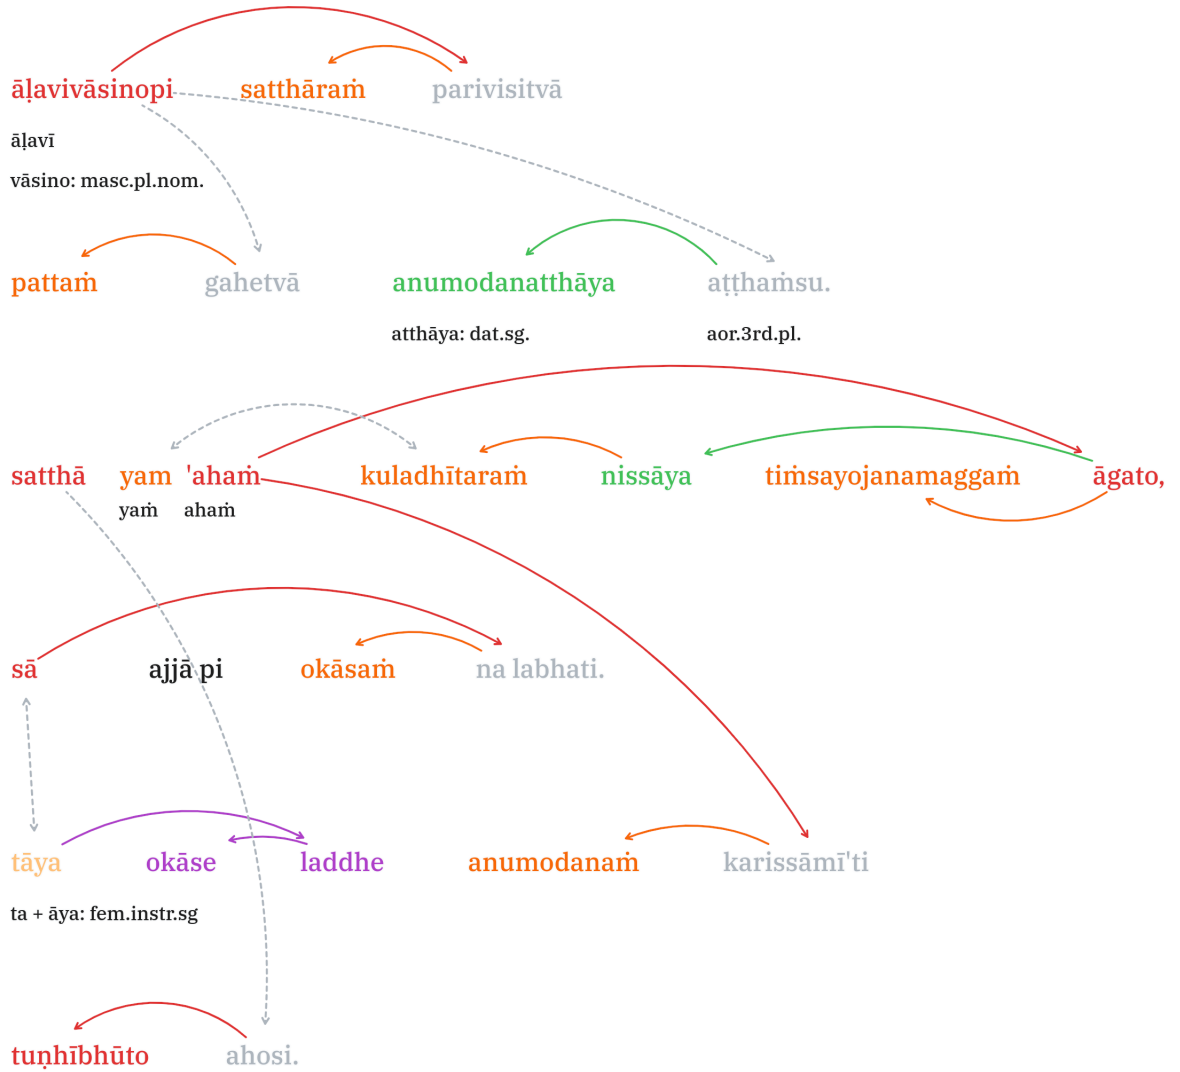 āḷavivāsinopi satthāraṁ parivisitvā
āḷavī
vāsino: masc.pl.nom.
pattaṁ gahetvā anumodanatthāya aṭṭhaṁsu.
atthāya: dat.sg. aor.3rd.pl.
satthā yam 'ahaṁ kuladhītaraṁ nissāya tiṁsayojanamaggaṁ āgato,
yaṁ ahaṁ
sā ajjā pi okāsaṁ na labhati.
tāya okāse laddhe anumodanaṁ karissāmī'ti
ta + āya: fem.instr.sg
tuṇhībhūto ahosi.